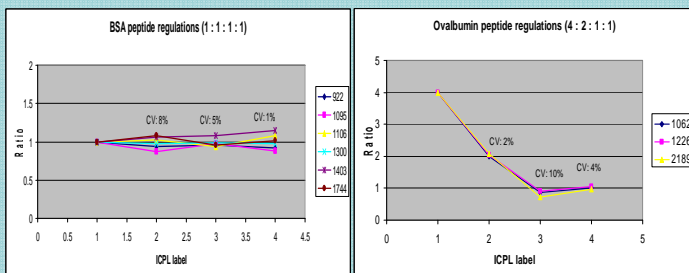 BSA peptide regulations (1 : 1 : 1 : 1)
2
1.5
1
0.5
0
Ratio
CV: 8%
CV: 5%
CV: 1%
0 0.5 1 1.5 2 2.5 3 3.5 4 4.5
ICPL label
922
1095
1106
1300
1403
1744
Ovalbumin peptide regulations (4 : 2 : 1 : 1)
5
4
3
2
1
0
Ratio
CV: 2%
CV: 10%
CV: 4%
0 1 2 3 4 5
ICPL label
1062
1226
2189